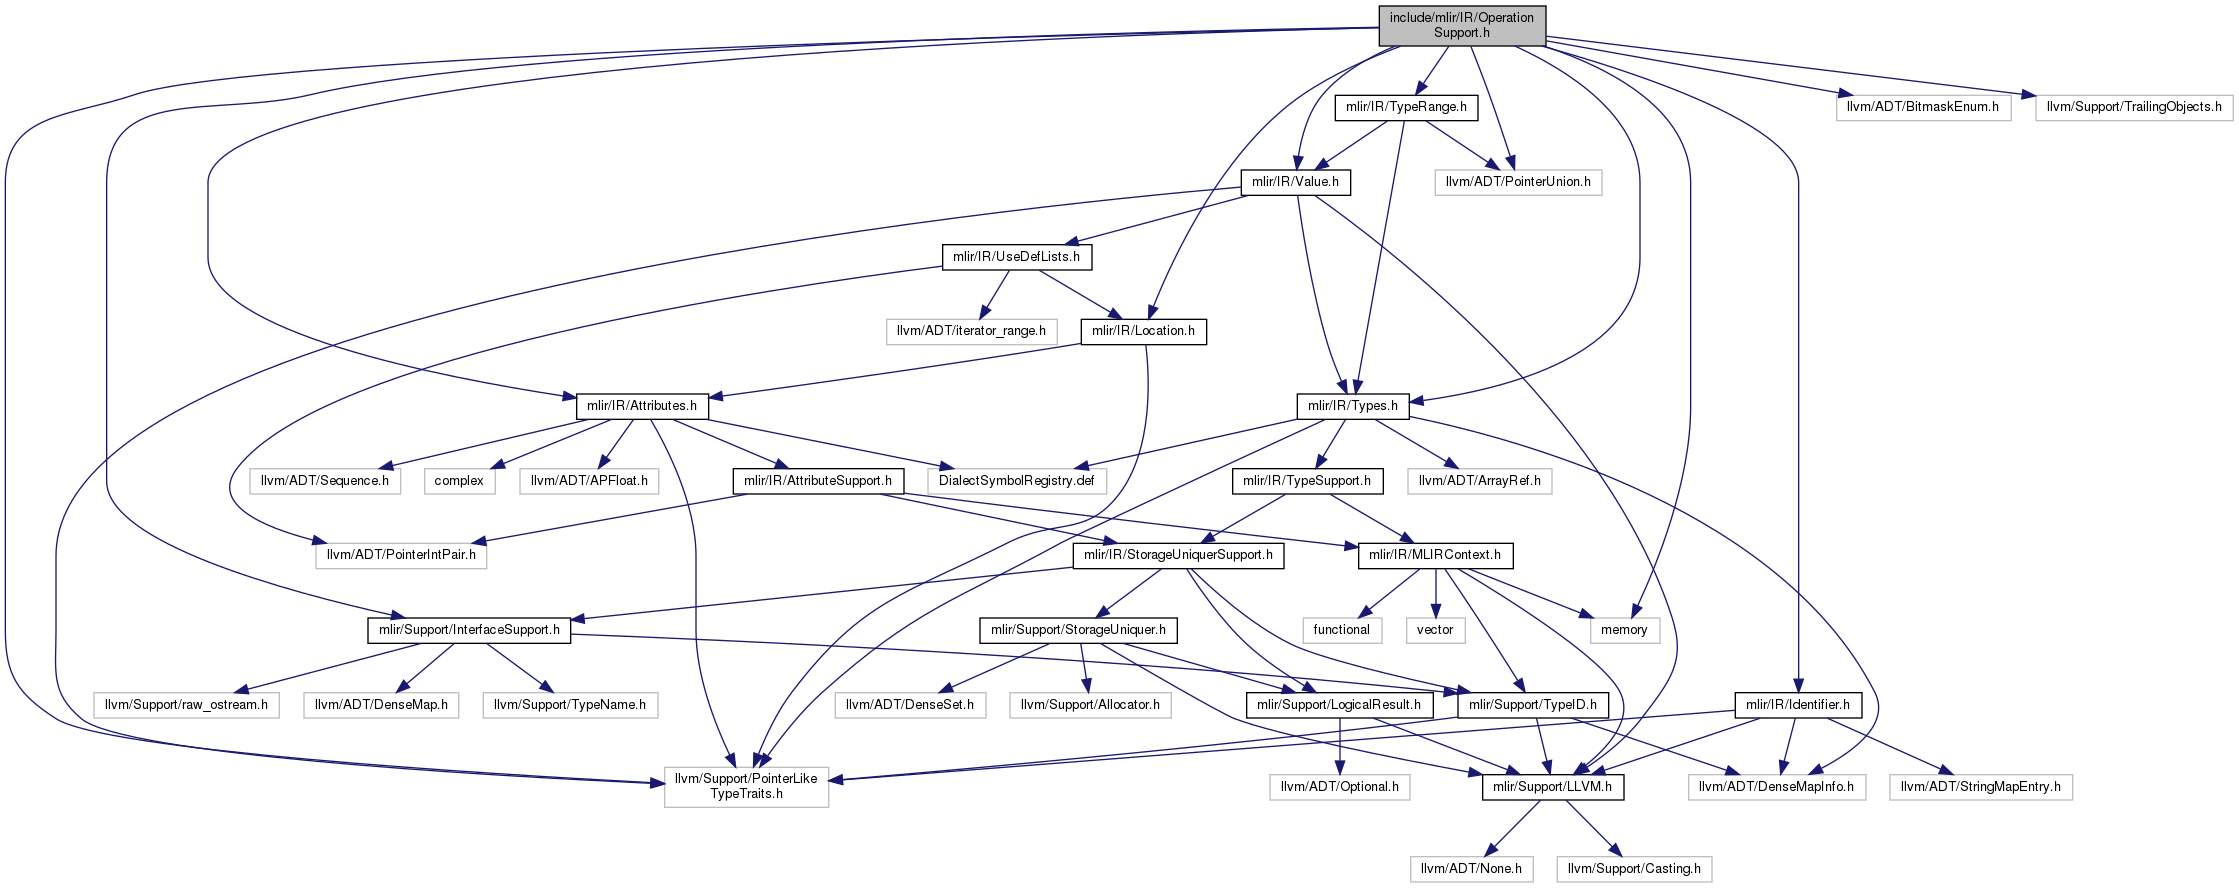 include/mlir/IR/Operation
Support.h
mlir/IR/TypeRange.h
llvm/ADT/BitmaskEnum.h
llvm/Support/TrailingObjects.h
mlir/IR/Value.h
llvm/ADT/PointerUnion.h
mlir/IR/UseDefLists.h
llvm/ADT/iterator_range.h
mlir/IR/Location.h
mlir/IR/Attributes.h
mlir/IR/Types.h
llvm/ADT/Sequence.h
complex
llvm/ADT/APFloat.h
mlir/IR/AttributeSupport.h
DialectSymbolRegistry.def
mlir/IR/TypeSupport.h
llvm/ADT/ArrayRef.h
llvm/ADT/PointerIntPair.h
mlir/IR/StorageUniquerSupport.h
mlir/IR/MLIRContext.h
mlir/Support/InterfaceSupport.h
mlir/Support/StorageUniquer.h
functional
vector
memory
llvm/Support/raw_ostream.h
llvm/ADT/DenseMap.h
llvm/Support/TypeName.h
llvm/ADT/DenseSet.h
llvm/Support/Allocator.h
mlir/Support/LogicalResult.h
mlir/Support/TypeID.h
mlir/IR/Identifier.h
llvm/Support/PointerLike
TypeTraits.h
llvm/ADT/Optional.h
mlir/Support/LLVM.h
llvm/ADT/DenseMapInfo.h
llvm/ADT/StringMapEntry.h
llvm/ADT/None.h
llvm/Support/Casting.h